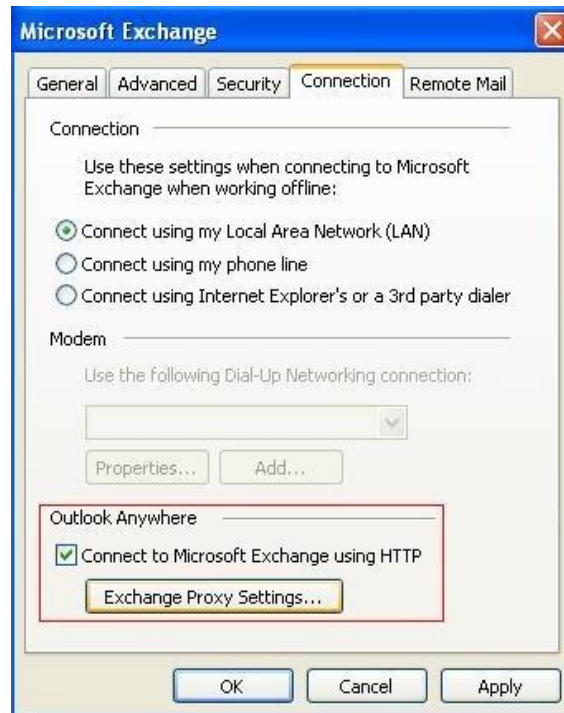 Microsoft Exchange
General Advanced Security Connection Remote Mail
Connection
Use these settings when connecting to Microsoft
Exchange when working offline:
Connect using my Local Area Network (LAN)
Connect using my phone line
Connect using Internet Explorer's or a 3rd party dialer
Modem
Use the following Dial-Up Networking connection:
Properties... Add...
Outlook Anywhere
Connect to Microsoft Exchange using HTTP
Exchange Proxy Settings...
OK Cancel Apply